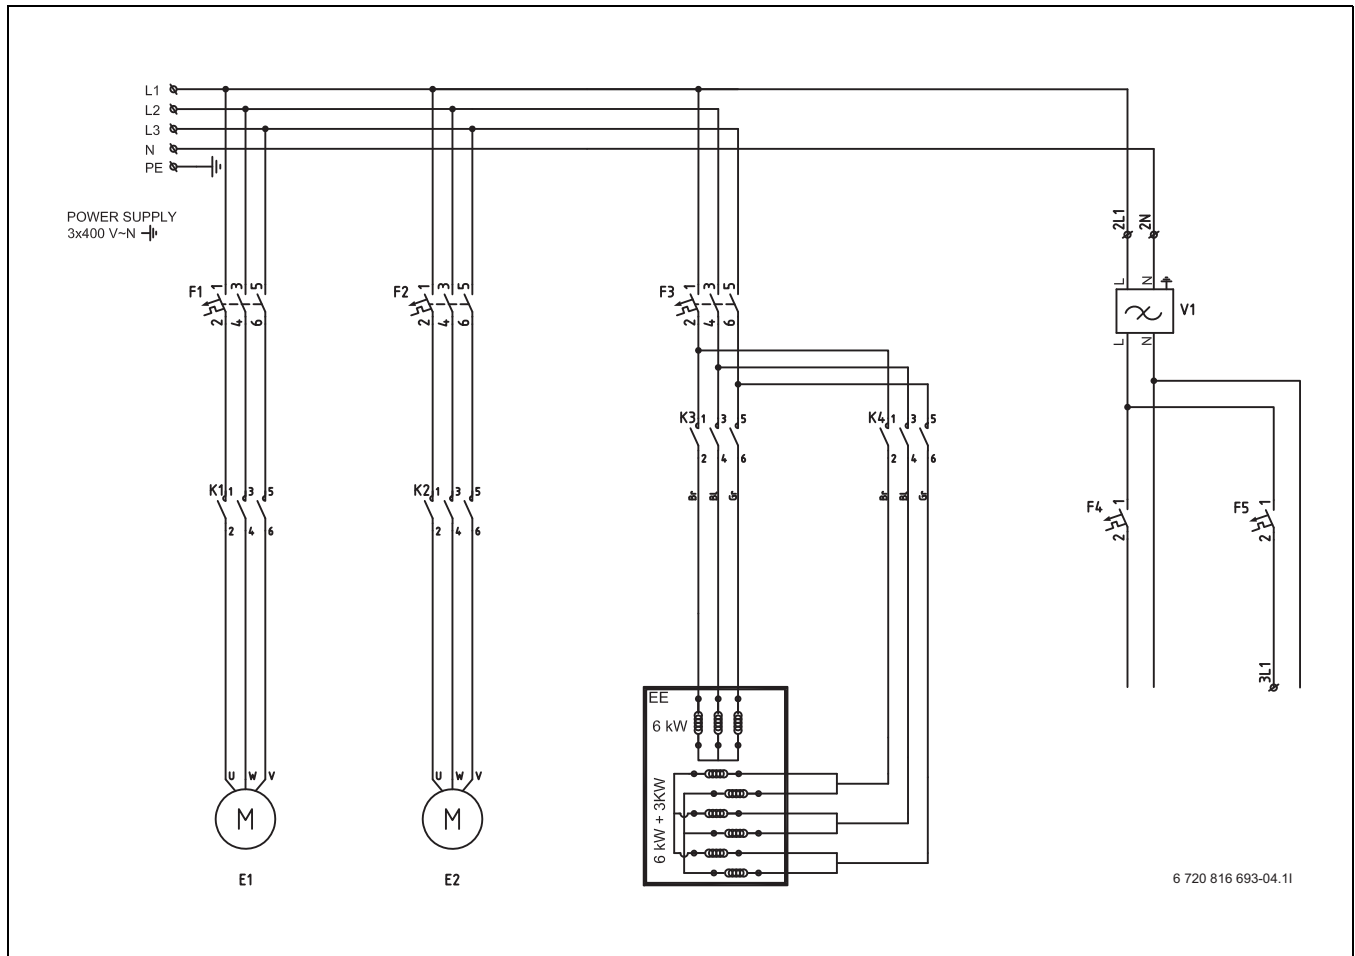 L1
L2
L3
N
PE
POWER SUPPLY
3x400 V~N
2L1 2N
F1 1 3 5
2 4 6
F2 1 3 5
2 4 6
F3 1 3 5
2 4 6
L N
V1
L N
K3 1 3 5
2 4 6
K4 1 3 5
2 4 6
K1 1 3 5
2 4 6
K2 1 3 5
2 4 6
Br Bl Gr
Br Bl Gr
F4 1
2
F5 1
2
3L1
EE
6 kW
6 kW + 3KW
U W V
M
E1
U W V
M
E2
6 720 816 693-04.1I